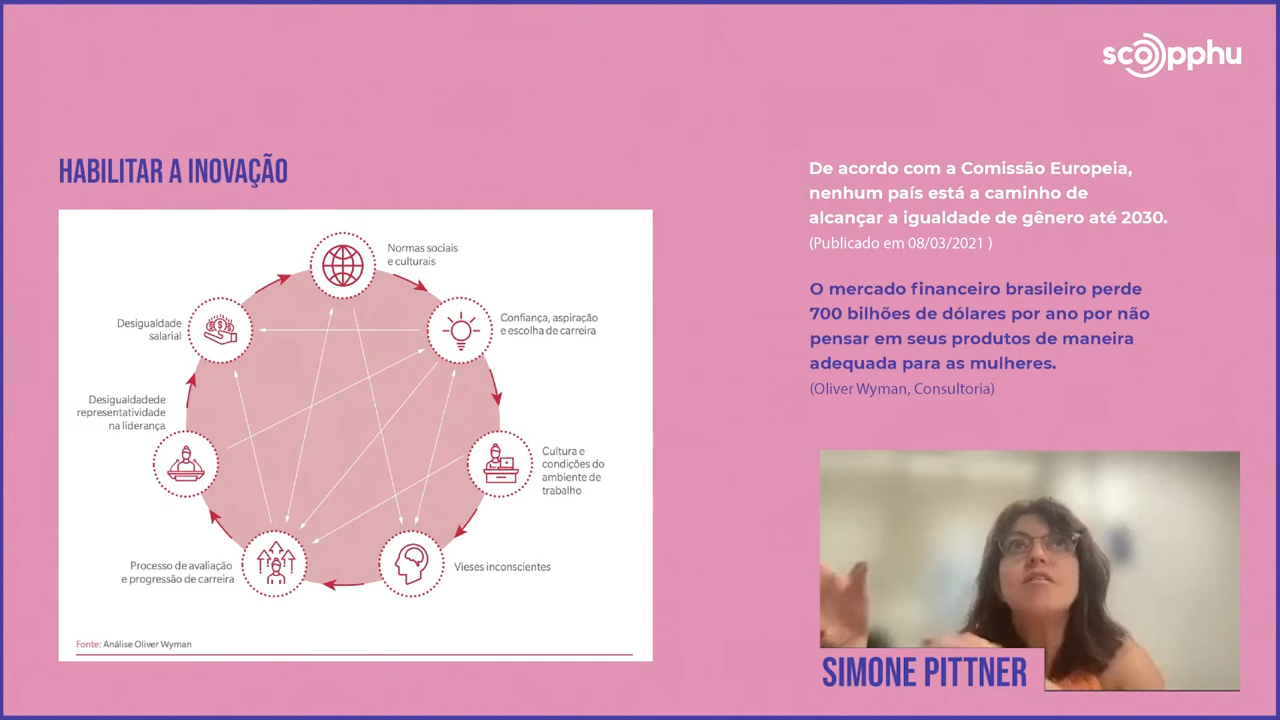 scopphu
HABILITAR A INOVAÇÃO
Normas sociais
e culturais
Confiança, aspiração
e escolha de carreira
Cultura e
condições do
ambiente de
trabalho
Vieses inconscientes
Processo de avaliação
e progressão de carreira
Desigualdadede
representatividade
na liderança
Desigualdade
salarial
Fonte: Análise Oliver Wyman
De acordo com a Comissão Europeia,
nenhum país está a caminho de
alcançar a igualdade de gênero até 2030.
(Publicado em 08/03/2021 )
O mercado financeiro brasileiro perde
700 bilhões de dólares por ano por não
pensar em seus produtos de maneira
adequada para as mulheres.
(Oliver Wyman, Consultoria)
SIMONE PITTNER